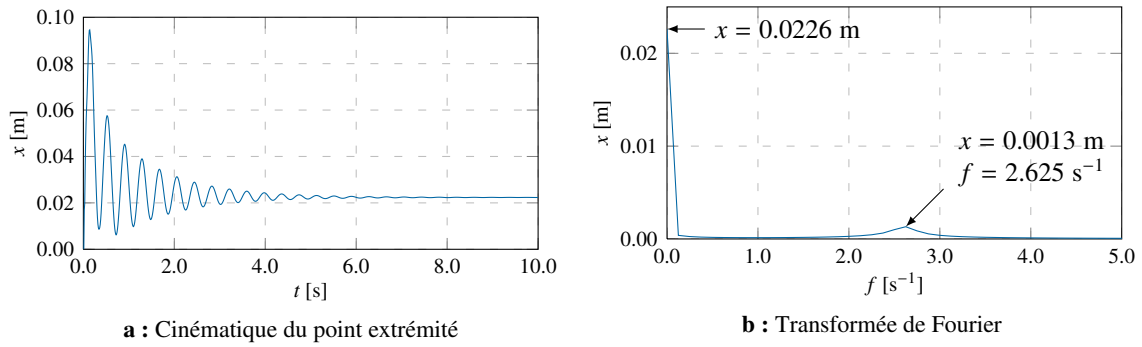 0.10
0.08
0.06
0.04
0.02
0.00
x [m]
0.0 2.0 4.0 6.0 8.0 10.0
t [s]
a : Cinématique du point extrémité
0.02
0.01
0.00
x [m]
x = 0.0226 m
x = 0.0013 m
f = 2.625 s⁻¹
0.0 1.0 2.0 3.0 4.0 5.0
f [s⁻¹]
b : Transformée de Fourier